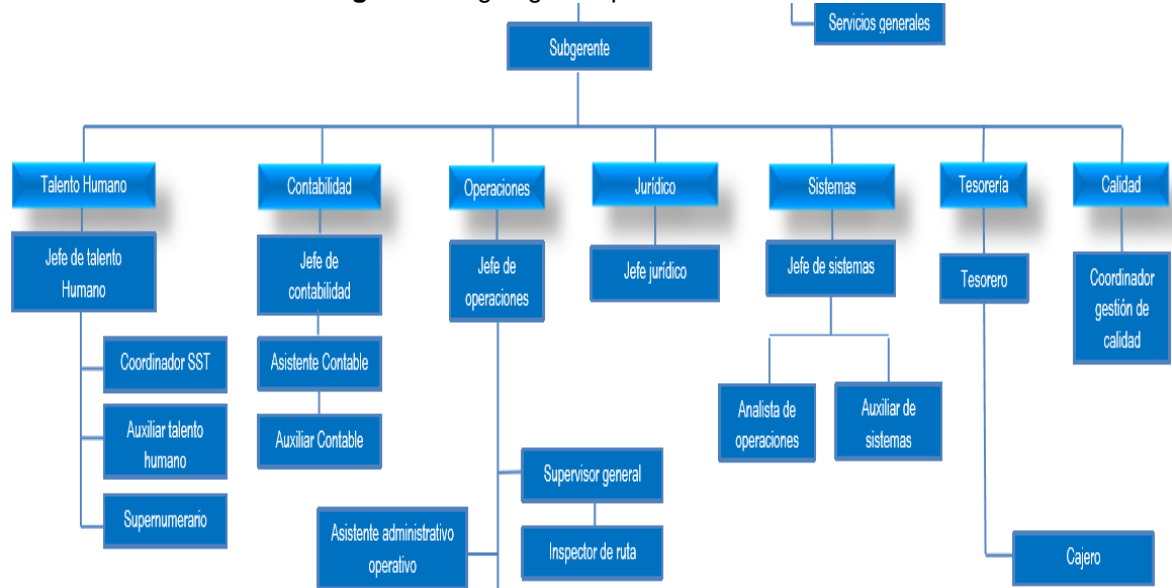 Servicios generales
Subgerente
Talento Humano
Contabilidad
Operaciones
Jurídico
Sistemas
Tesorería
Calidad
Jefe de talento
Humano
Jefe de
contabilidad
Jefe de
operaciones
Jefe jurídico
Jefe de sistemas
Tesorero
Coordinador
gestión de
calidad
Coordinador SST
Auxiliar talento
humano
Supernumerario
Asistente Contable
Auxiliar Contable
Analista de
operaciones
Auxiliar de
sistemas
Supervisor general
Inspector de ruta
Asistente administrativo
operativo
Cajero